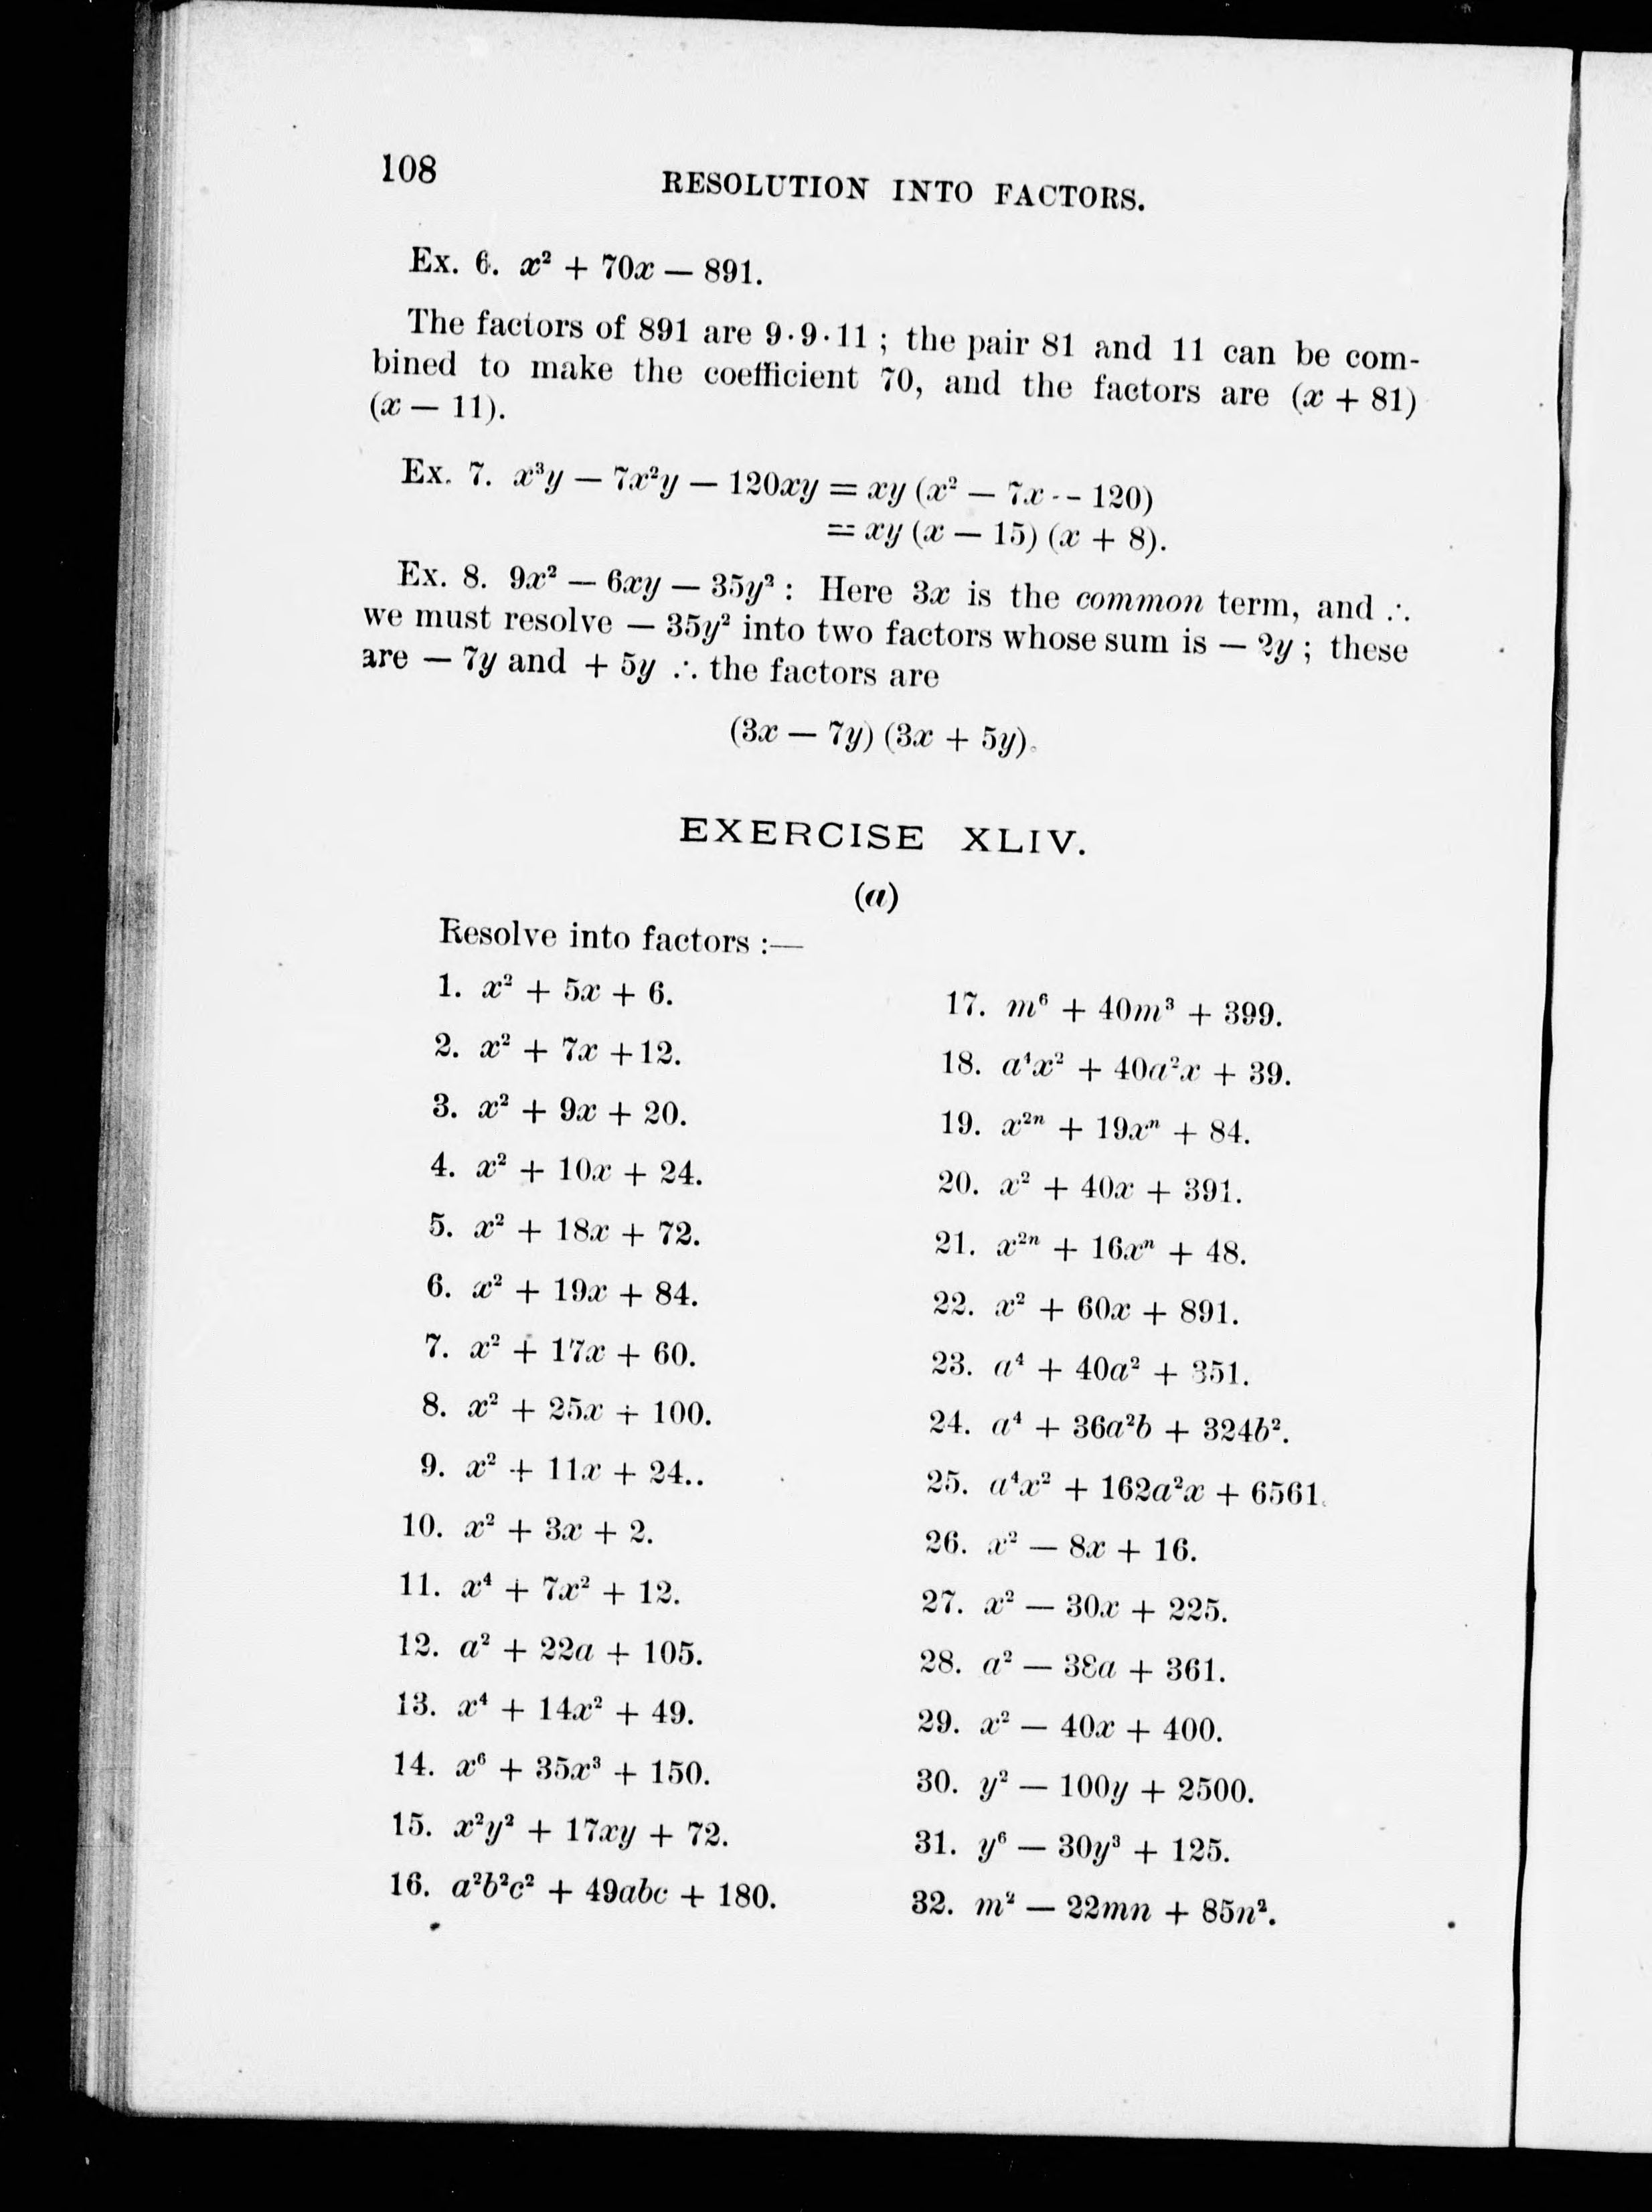 108
RESOLUTION INTO FACTORS.
Ex. 6. x² + 70x — 891.
The factors of 891 are 9·9·11 ; the pair 81 and 11 can be com-
bined to make the coefficient 70, and the factors are (x + 81)
(x — 11).
Ex. 7. x³y — 7x²y — 120xy = xy (x² — 7x -- 120)
= xy (x — 15) (x + 8).
Ex. 8. 9x² — 6xy — 35y² : Here 3x is the common term, and ∴
we must resolve — 35y² into two factors whose sum is — 2y ; these
are — 7y and + 5y ∴ the factors are
(3x — 7y) (3x + 5y).
EXERCISE XLIV.
(a)
Resolve into factors :—
1. x² + 5x + 6.
2. x² + 7x +12.
3. x² + 9x + 20.
4. x² + 10x + 24.
5. x² + 18x + 72.
6. x² + 19x + 84.
7. x² + 17x + 60.
8. x² + 25x + 100.
9. x² + 11x + 24..
10. x² + 3x + 2.
11. x⁴ + 7x² + 12.
12. a² + 22a + 105.
13. x⁴ + 14x² + 49.
14. x⁶ + 35x³ + 150.
15. x²y² + 17xy + 72.
16. a²b²c² + 49abc + 180.
17. m⁶ + 40m³ + 399.
18. a⁴x² + 40a²x + 39.
19. x²ⁿ + 19xⁿ + 84.
20. x² + 40x + 391.
21. x²ⁿ + 16xⁿ + 48.
22. x² + 60x + 891.
23. a⁴ + 40a² + 351.
24. a⁴ + 36a²b + 324b².
25. a⁴x² + 162a²x + 6561.
26. x² — 8x + 16.
27. x² — 30x + 225.
28. a² — 38a + 361.
29. x² — 40x + 400.
30. y² — 100y + 2500.
31. y⁶ — 30y³ + 125.
32. m² — 22mn + 85n².